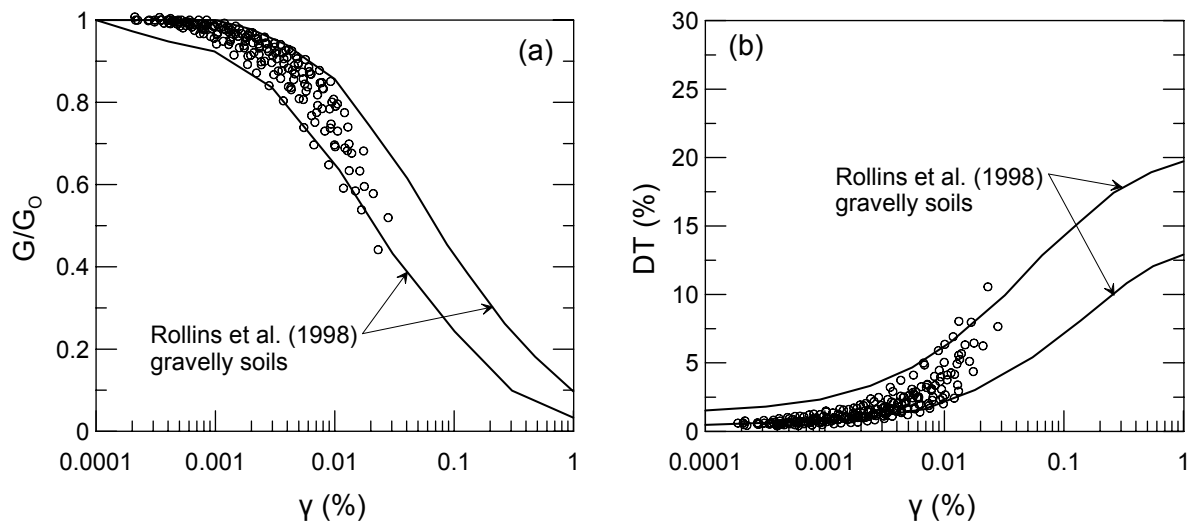 (a)
G/G_O
1
0.8
0.6
0.4
0.2
0
Rollins et al. (1998)
gravelly soils
0.0001 0.001 0.01 0.1 1
γ (%)
(b)
DT (%)
30
25
20
15
10
5
0
Rollins et al. (1998)
gravelly soils
0.0001 0.001 0.01 0.1 1
γ (%)